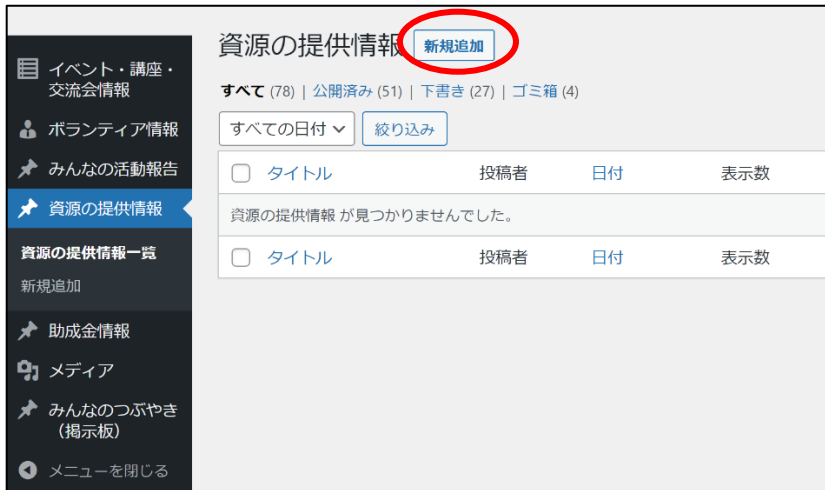 資源の提供情報 新規追加
すべて (78) | 公開済み (51) | 下書き (27) | ゴミ箱 (4)
すべての日付 絞り込み
タイトル 投稿者 日付 表示数
資源の提供情報 が見つかりませんでした。
タイトル 投稿者 日付 表示数
イベント・講座・
交流会情報
ボランティア情報
みんなの活動報告
資源の提供情報
資源の提供情報一覧
新規追加
助成金情報
メディア
みんなのつぶやき
（掲示板）
メニューを閉じる